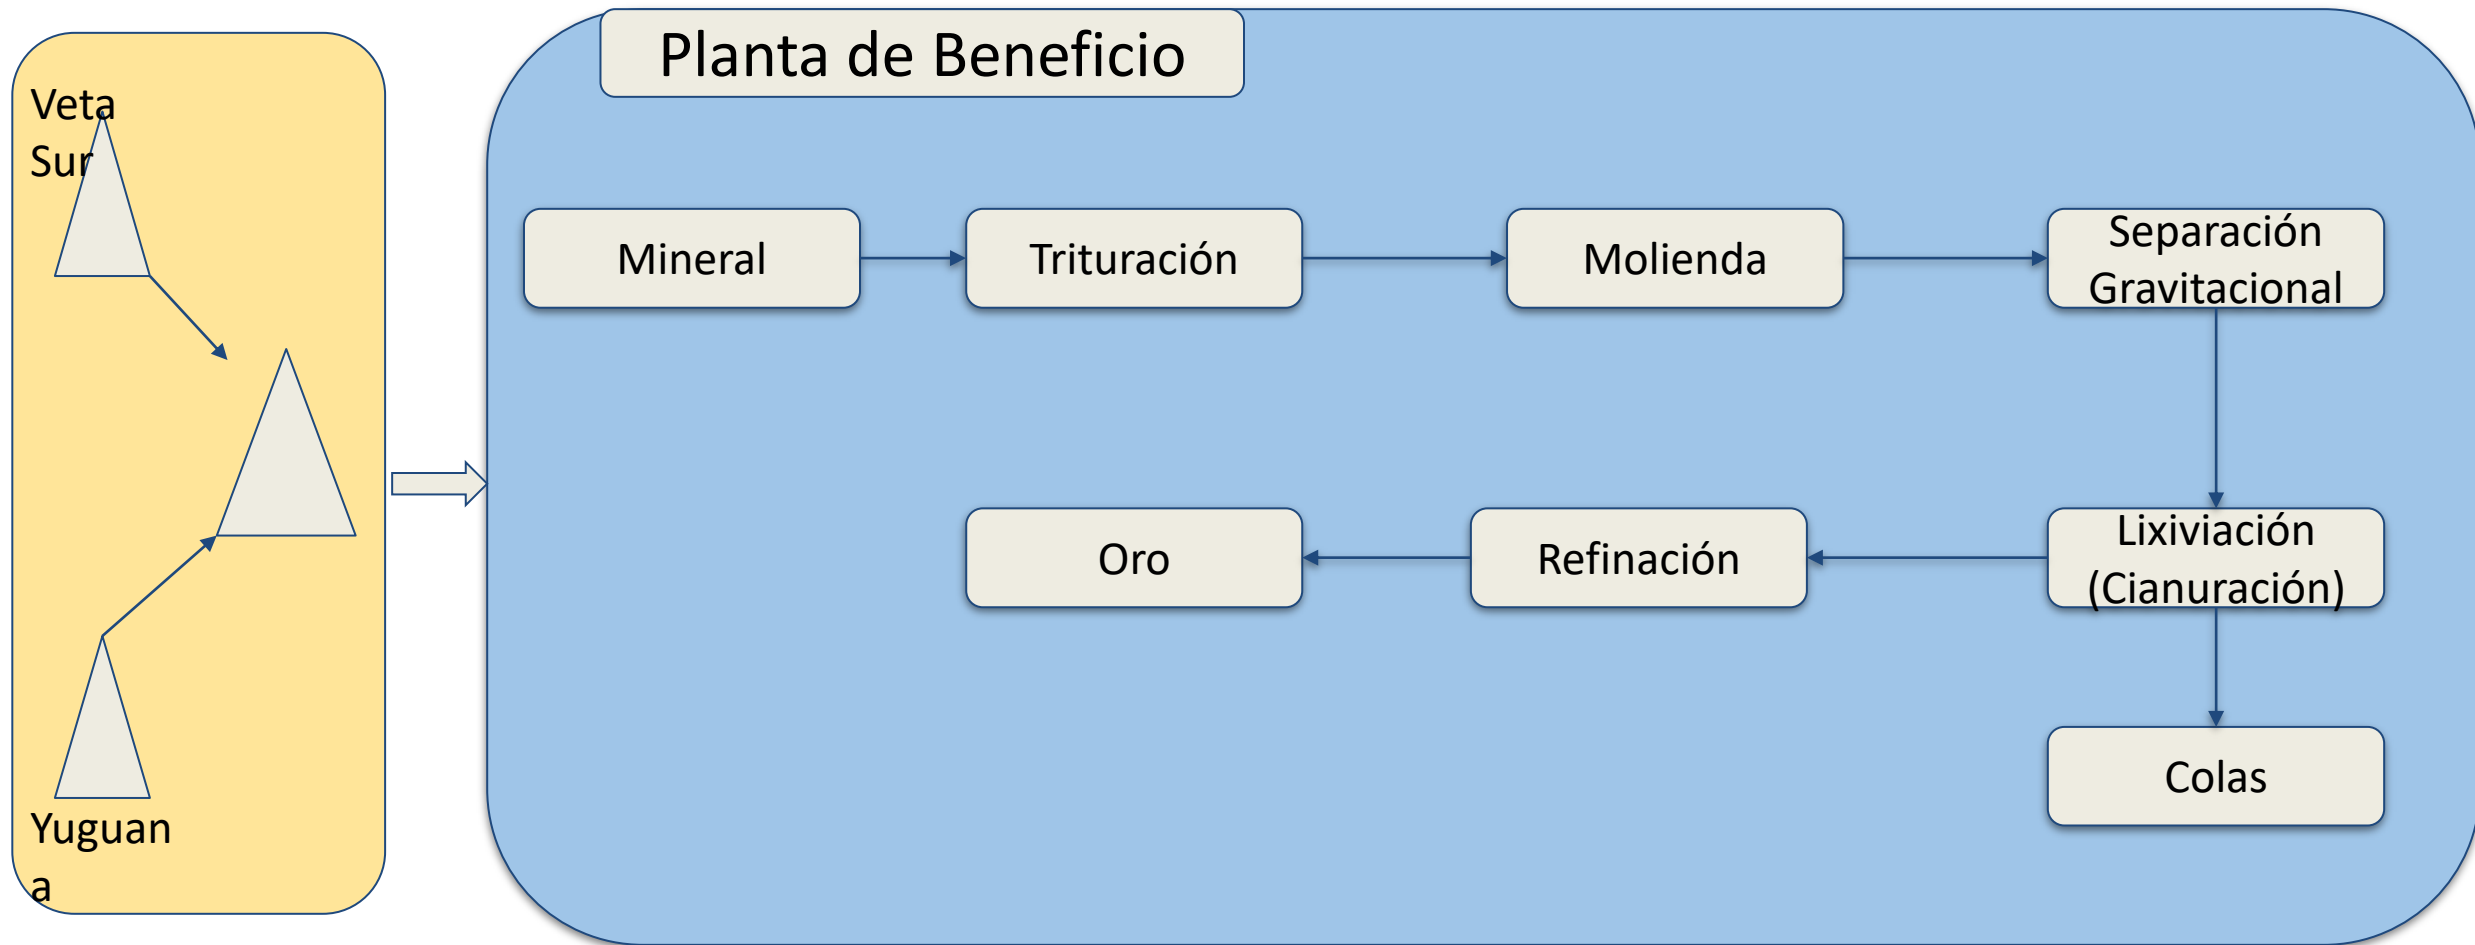 Planta de Beneficio
Veta
Sur
Mineral
Trituración
Molienda
Separación
Gravitacional
Oro
Refinación
Lixiviación
(Cianuración)
Colas
Yuguan
a